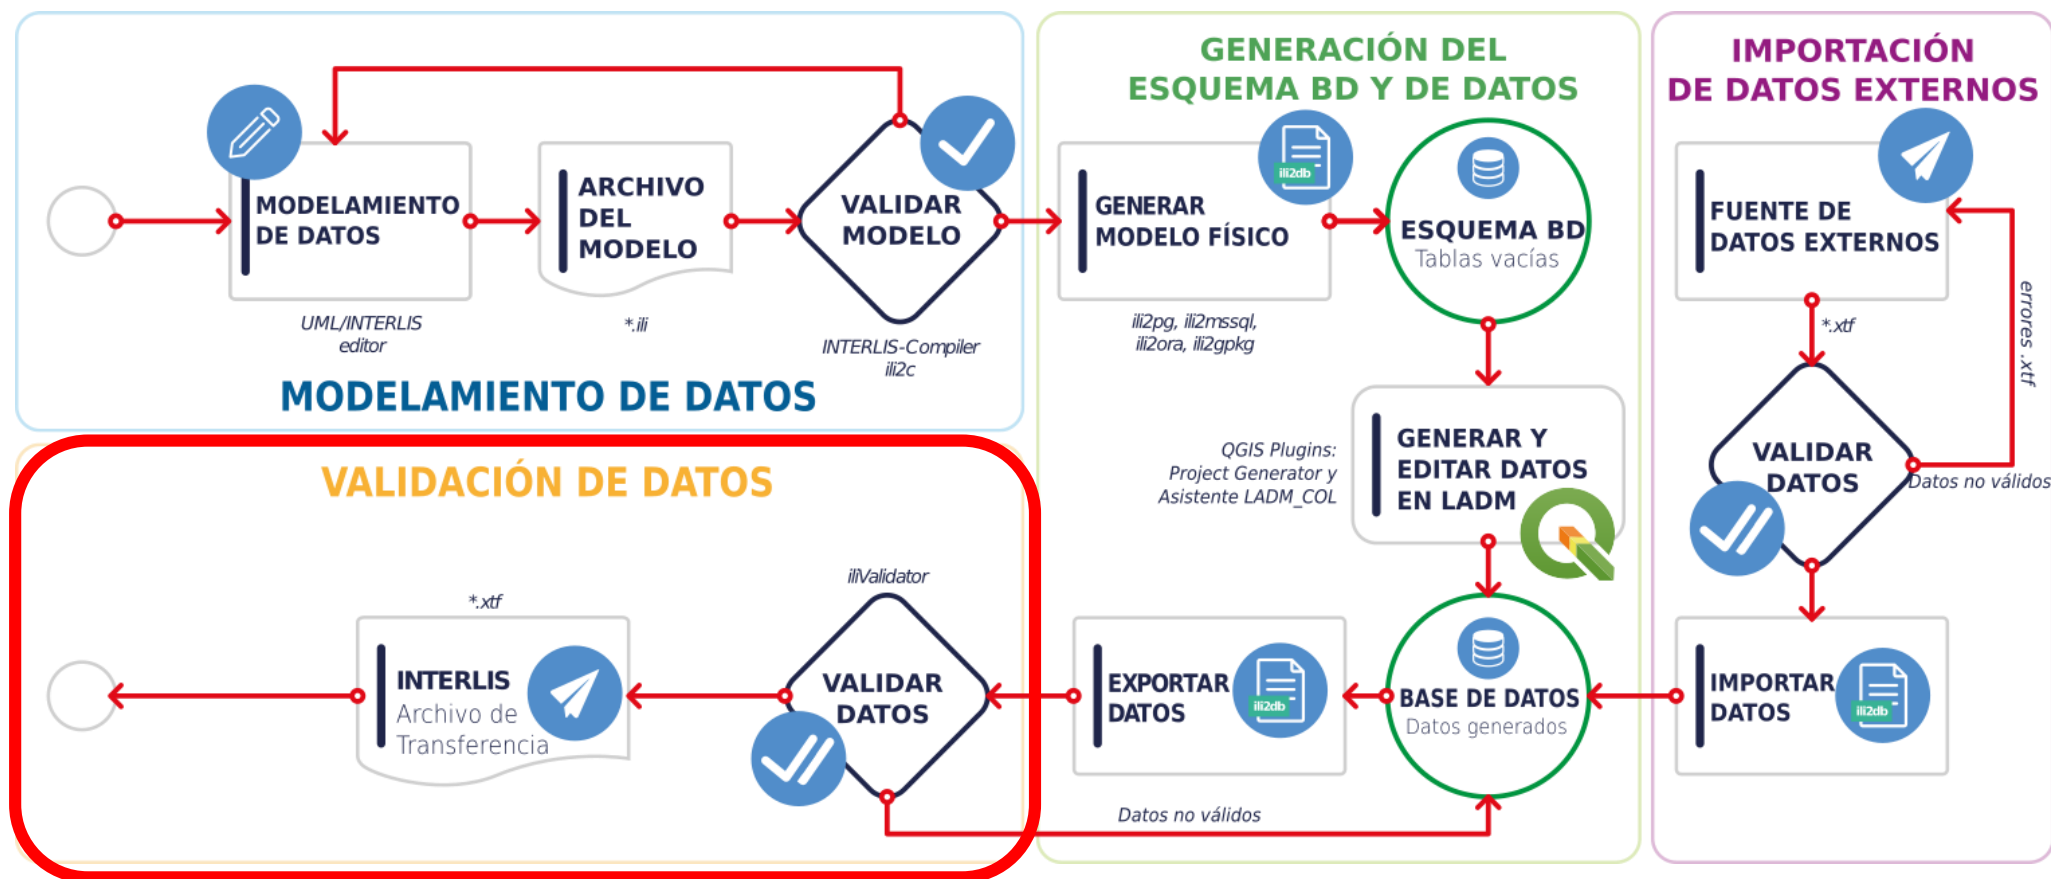 MODELAMIENTO
DE DATOS
UML/INTERLIS
editor
ARCHIVO
DEL
MODELO
*.ili
VALIDAR
MODELO
INTERLIS-Compiler
ili2c
MODELAMIENTO DE DATOS
GENERACIÓN DEL
ESQUEMA BD Y DE DATOS
GENERAR
MODELO FÍSICO
ili2db
ili2pg, ili2mssql,
ili2ora, ili2gpkg
ESQUEMA BD
Tablas vacías
QGIS Plugins:
Project Generator y
Asistente LADM_COL
GENERAR Y
EDITAR DATOS
EN LADM
BASE DE DATOS
Datos generados
EXPORTAR
DATOS
ili2db
Datos no válidos
IMPORTACIÓN
DE DATOS EXTERNOS
FUENTE DE
DATOS EXTERNOS
*.xtf
errores .xtf
VALIDAR
DATOS
Datos no válidos
IMPORTAR
DATOS
ili2db
VALIDACIÓN DE DATOS
iliValidator
VALIDAR
DATOS
*.xtf
INTERLIS
Archivo de
Transferencia